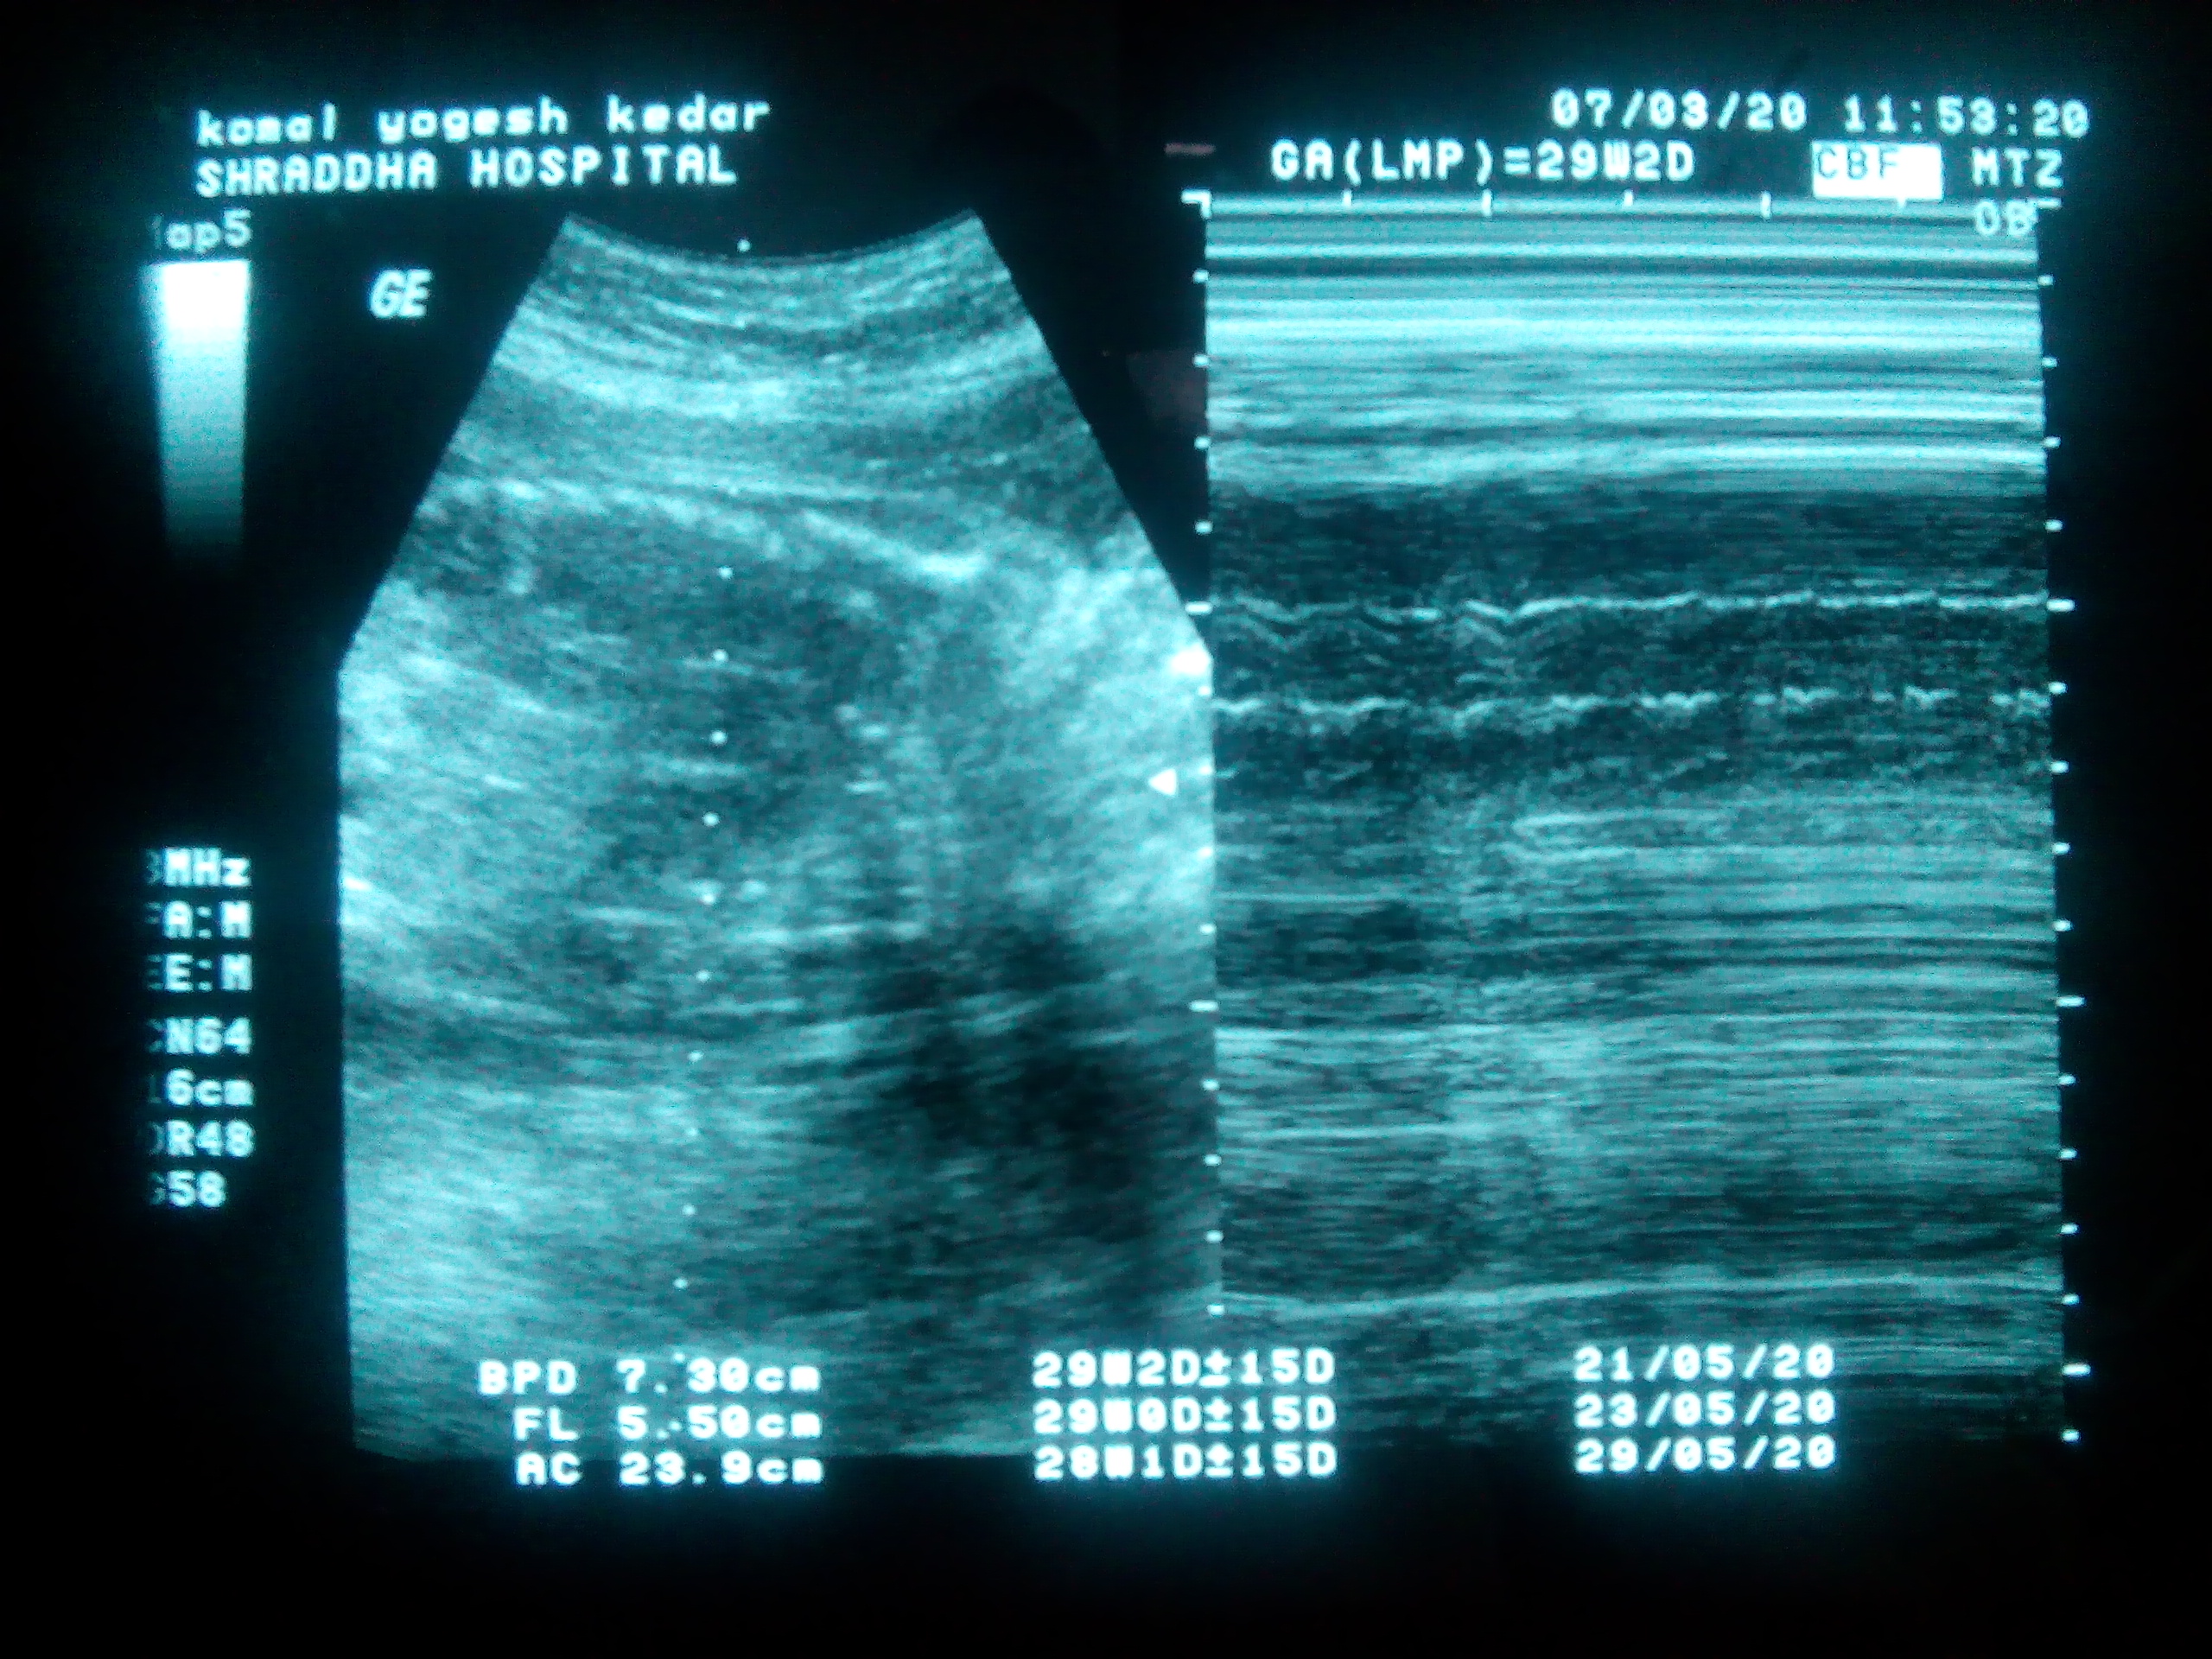 komal yogesh kedar
SHRADDHA HOSPITAL
07/03/20 11:53:20
GA(LMP)=29W2D CBF MTZ
OB
ap5
GE
MHz
A:M
E:M
N64
6cm
R48
58
BPD 7.30cm 29W2D±15D 21/05/20
FL 5.50cm 29W0D±15D 23/05/20
AC 23.9cm 28W1D±15D 29/05/20